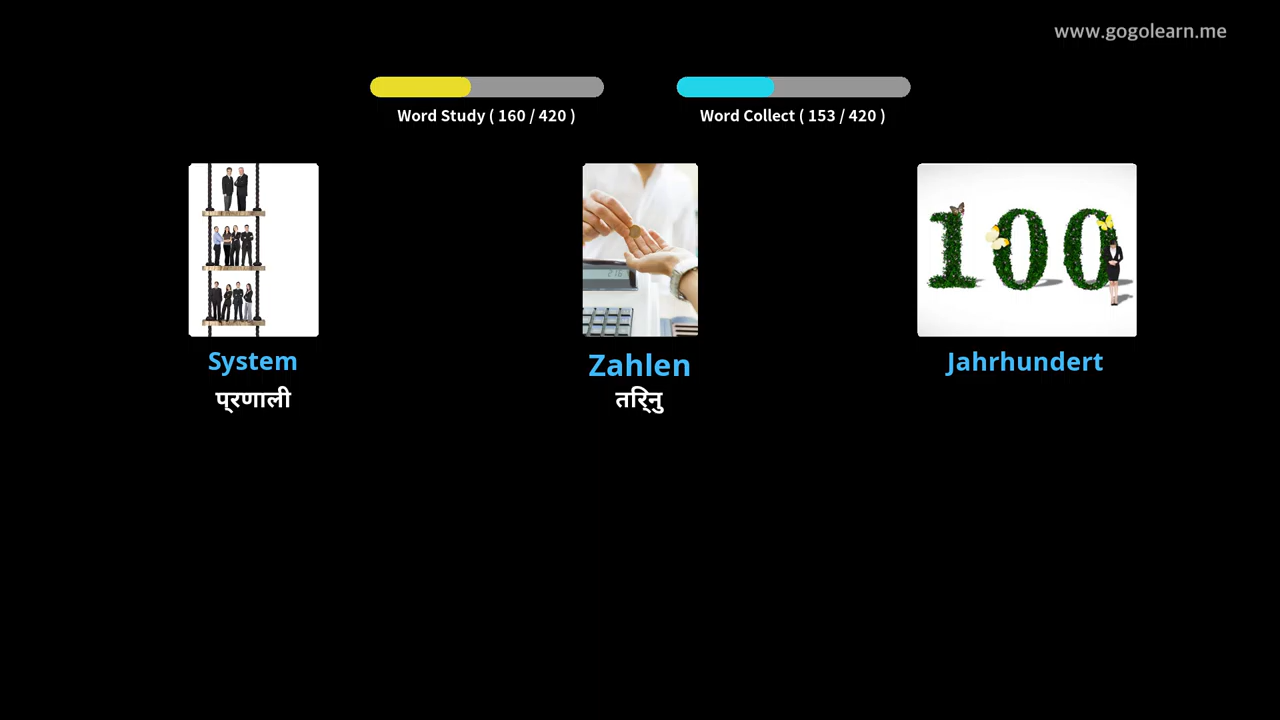 www.gogolearn.me
Word Study ( 160 / 420 )
Word Collect ( 153 / 420 )
System
Zahlen
Jahrhundert
प्रणाली
तिर्नु